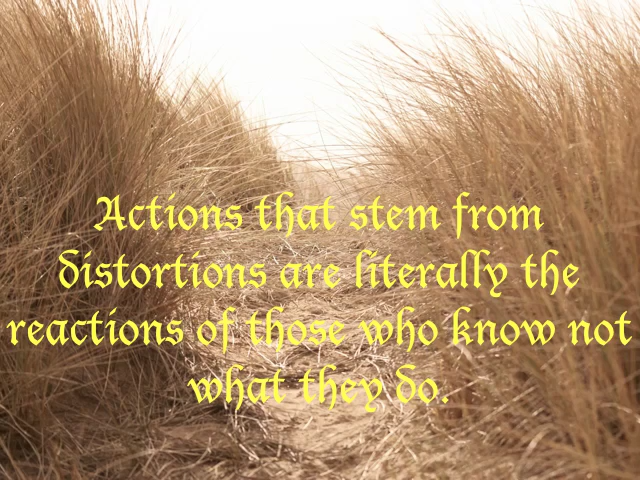 Actions that stem from
distortions are literally the
reactions of those who know not
what they do.